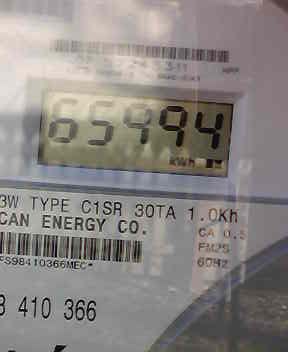 65994
kWh
3W TYPE C1SR 30TA 1.0Kh
CAN ENERGY CO.
CA 0.5
FM2S
60HZ
FS98410366MEC*
8 410 366